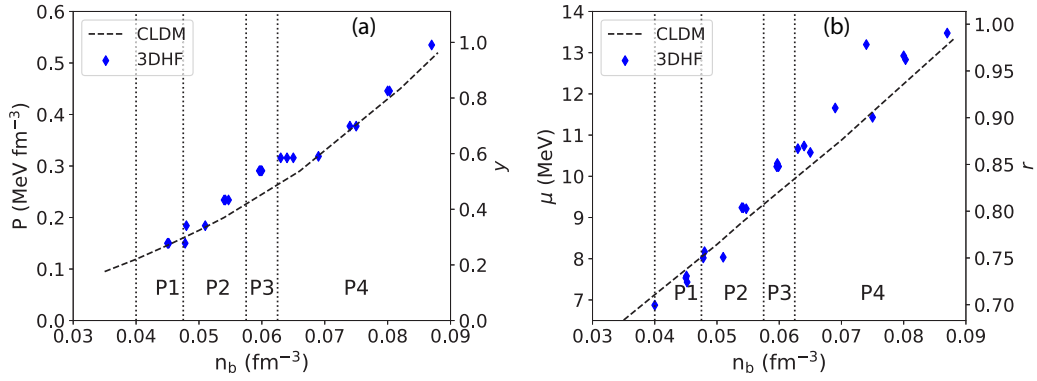 (a)
CLDM
3DHF
P1
P2
P3
P4
P (MeV fm⁻³)
0.6
0.5
0.4
0.3
0.2
0.1
0.0
0.03
0.04
0.05
0.06
0.07
0.08
0.09
n_b (fm⁻³)
1.0
0.8
0.6
0.4
0.2
0.0
y
(b)
CLDM
3DHF
P1
P2
P3
P4
μ (MeV)
14
13
12
11
10
9
8
7
0.03
0.04
0.05
0.06
0.07
0.08
0.09
n_b (fm⁻³)
1.00
0.95
0.90
0.85
0.80
0.75
0.70
r